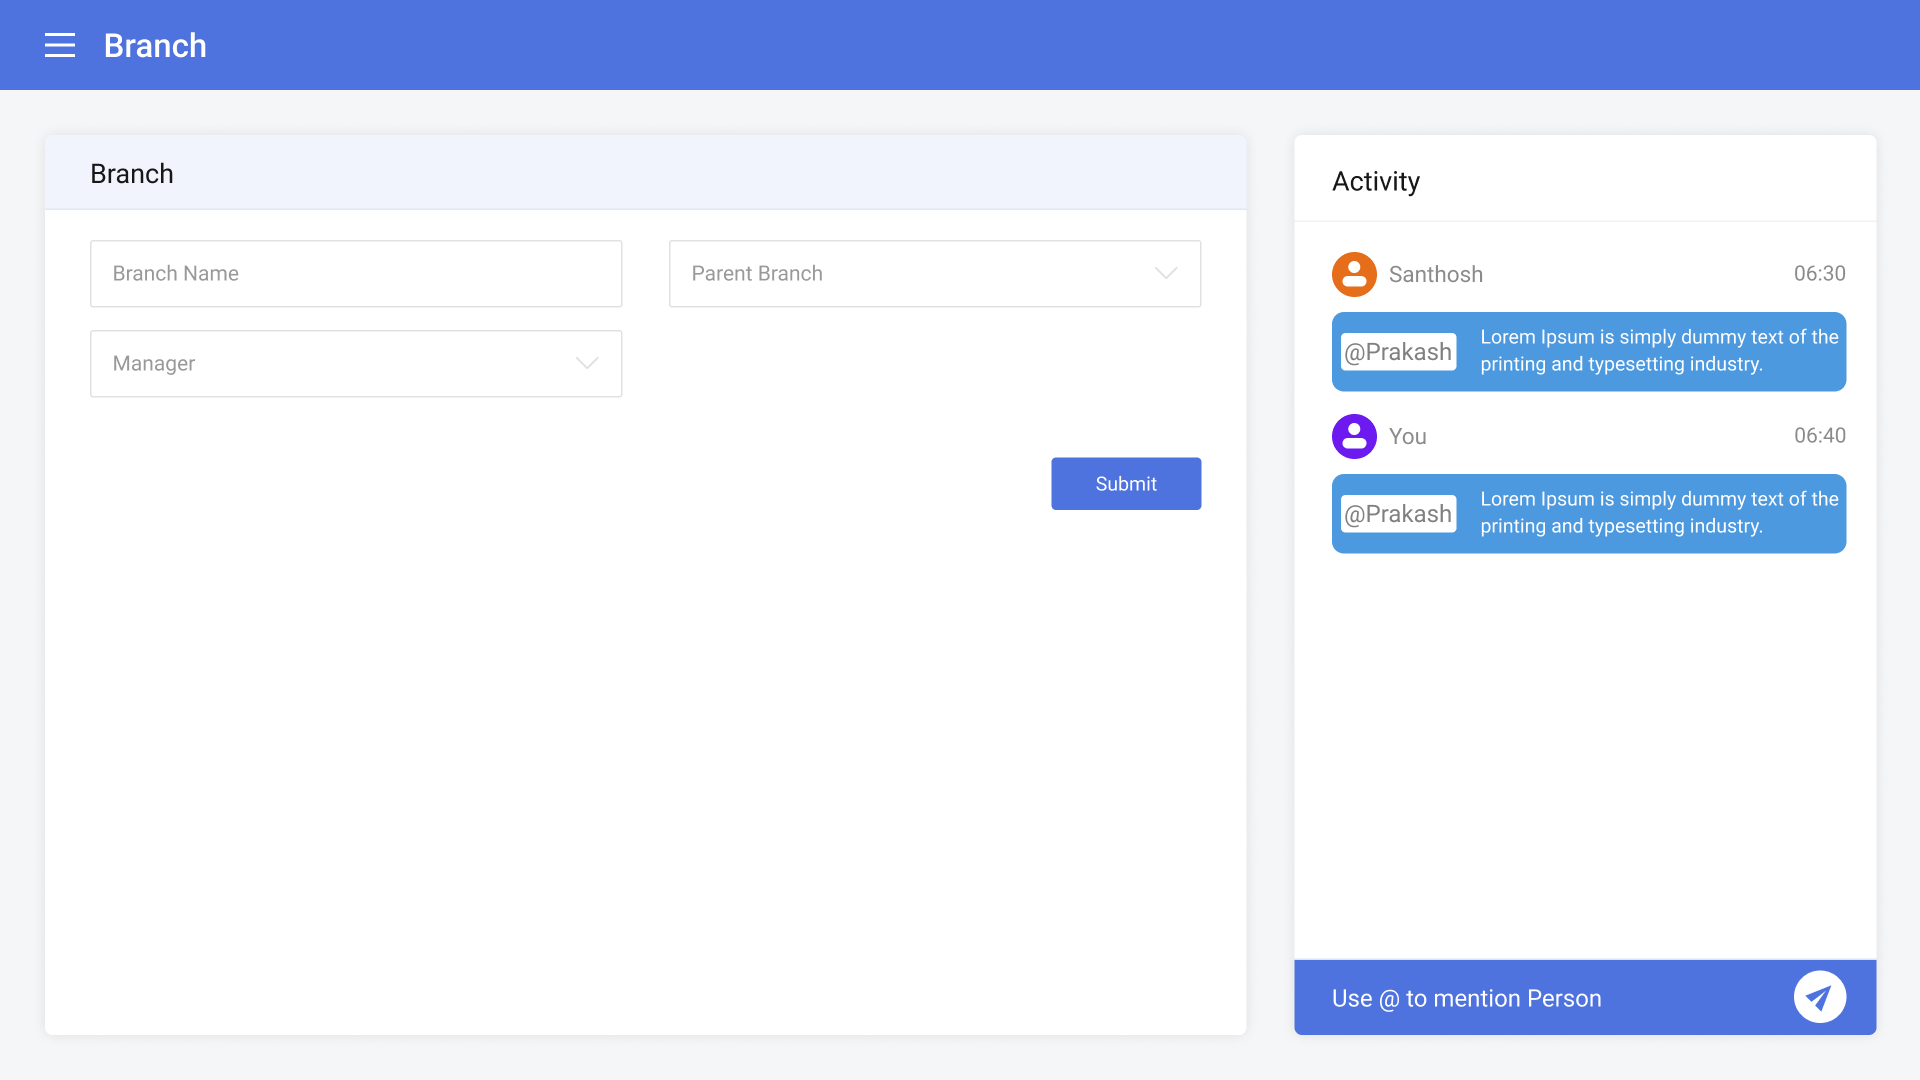 Branch
Branch
Branch Name
Parent Branch
Manager
Submit
Activity
Santhosh
06:30
@Prakash
Lorem Ipsum is simply dummy text of the
printing and typesetting industry.
You
06:40
@Prakash
Lorem Ipsum is simply dummy text of the
printing and typesetting industry.
Use @ to mention Person